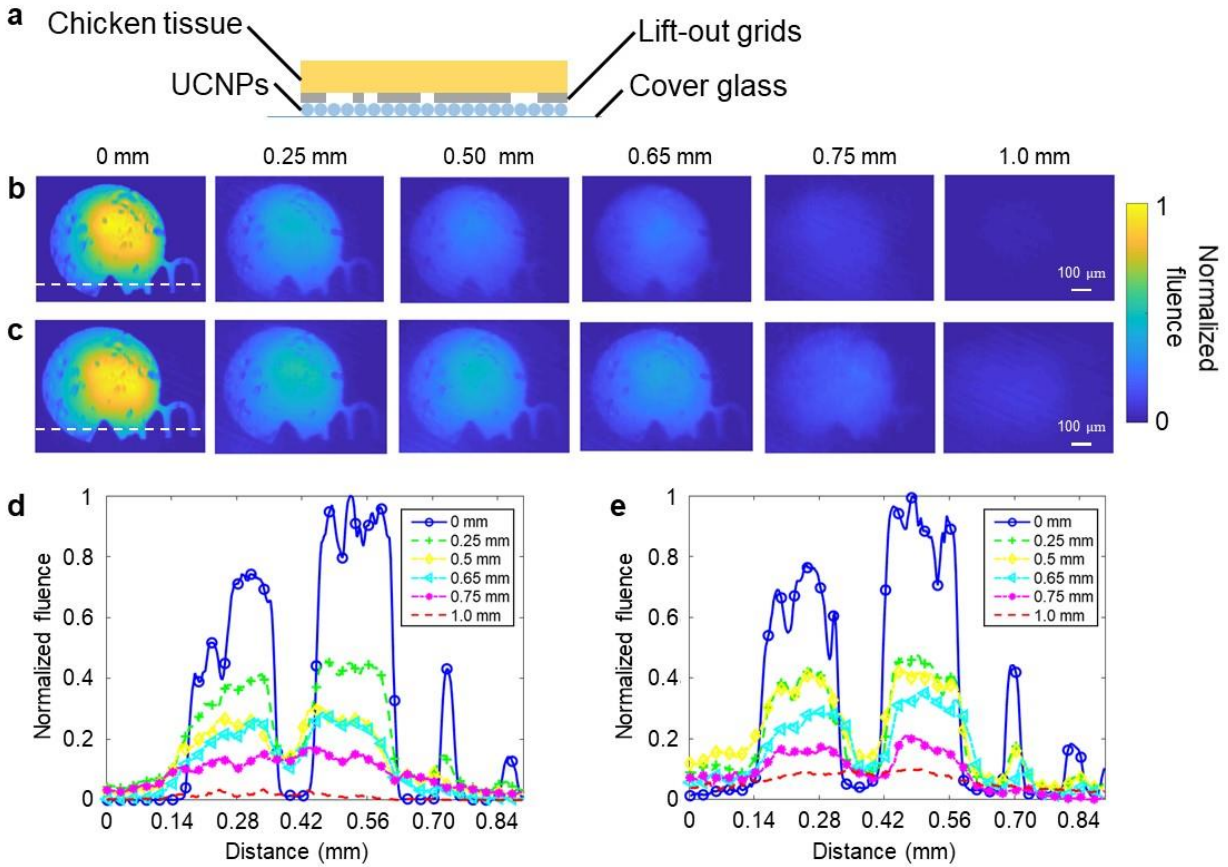 a
Chicken tissue
Lift-out grids
UCNPs
Cover glass
0 mm
0.25 mm
0.50 mm
0.65 mm
0.75 mm
1.0 mm
b
100 μm
c
100 μm
1
Normalized
fluence
0
d
1
0.8
0.6
0.4
0.2
0
Normalized fluence
0 mm
0.25 mm
0.5 mm
0.65 mm
0.75 mm
1.0 mm
0
0.14
0.28
0.42
0.56
0.70
0.84
Distance (mm)
e
1
0.8
0.6
0.4
0.2
0
Normalized fluence
0 mm
0.25 mm
0.5 mm
0.65 mm
0.75 mm
1.0 mm
0
0.14
0.28
0.42
0.56
0.70
0.84
Distance (mm)